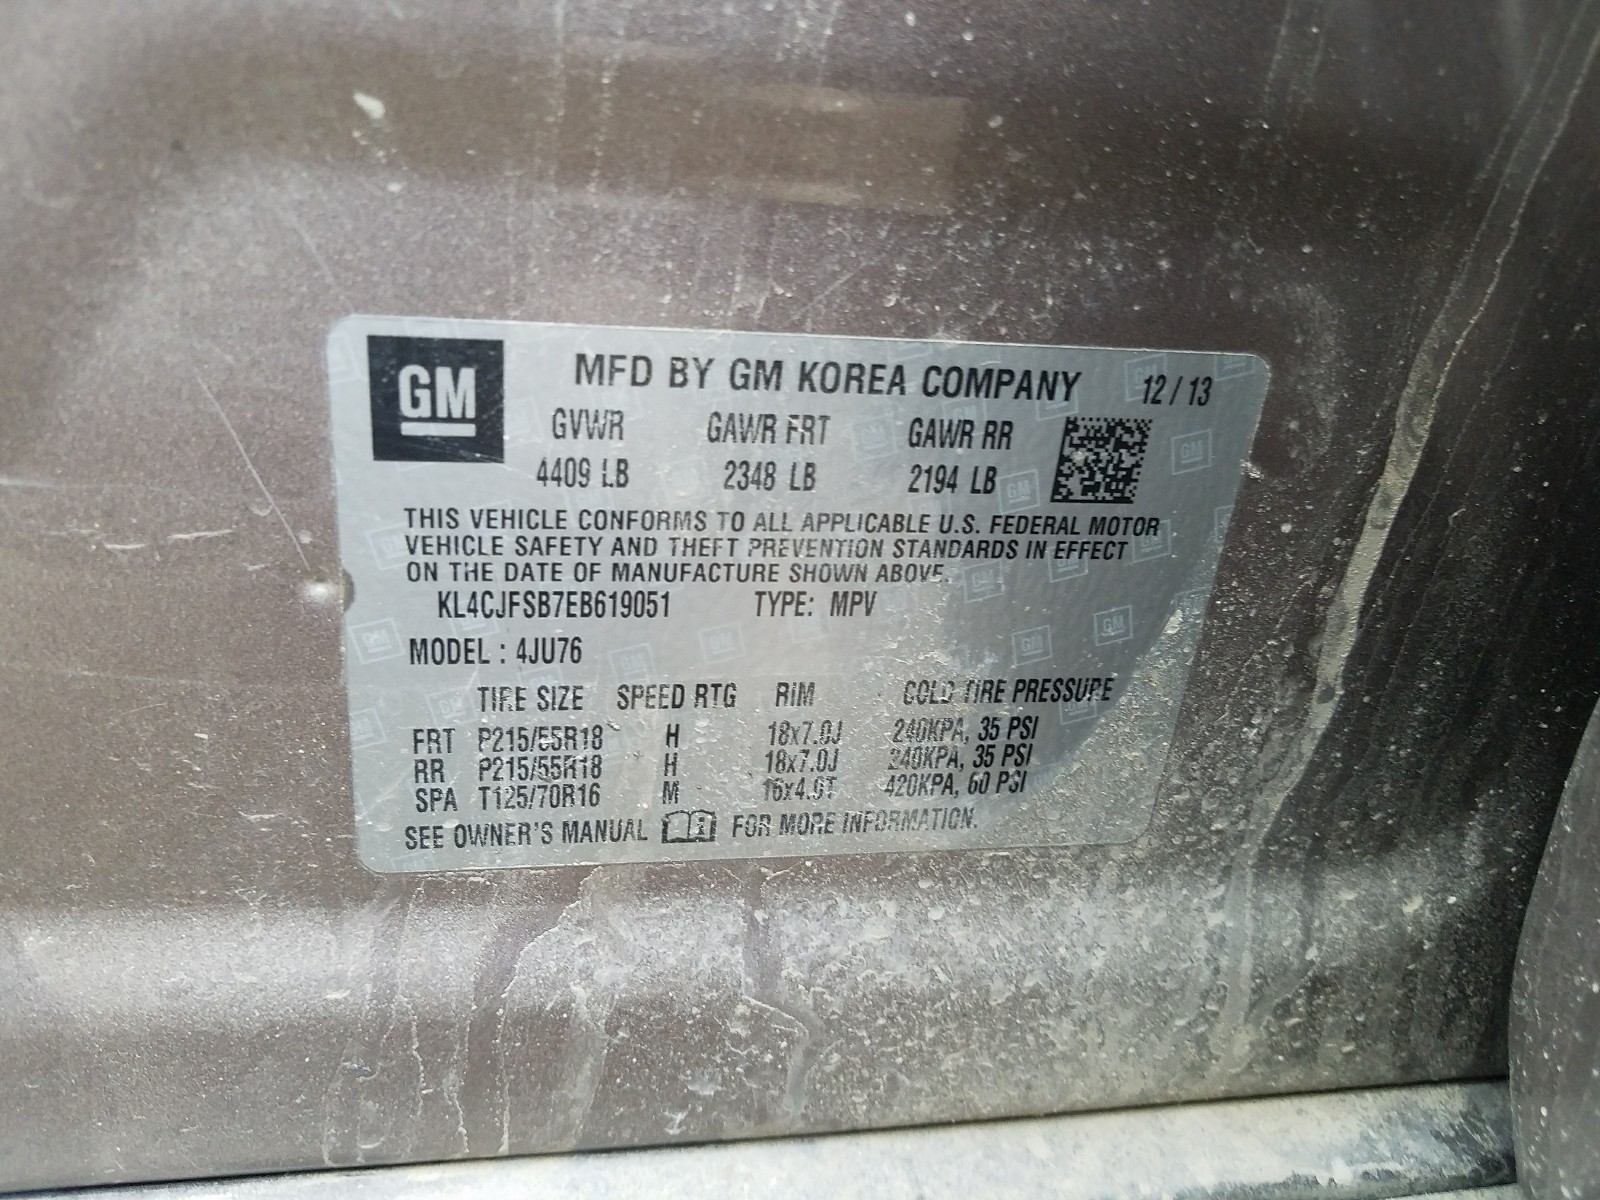 GM
MFD BY GM KOREA COMPANY 12 / 13
GVWR GAWR FRT GAWR RR
4409 LB 2348 LB 2194 LB
THIS VEHICLE CONFORMS TO ALL APPLICABLE U.S. FEDERAL MOTOR
VEHICLE SAFETY AND THEFT PREVENTION STANDARDS IN EFFECT
ON THE DATE OF MANUFACTURE SHOWN ABOVE.
KL4CJFSB7EB619051 TYPE: MPV
MODEL : 4JU76
TIRE SIZE SPEED RTG RIM COLD TIRE PRESSURE
FRT P215/55R18 H 18x7.0J 240KPA, 35 PSI
RR P215/55R18 H 18x7.0J 240KPA, 35 PSI
SPA T125/70R16 M 16x4.0T 420KPA, 60 PSI
SEE OWNER'S MANUAL FOR MORE INFORMATION.